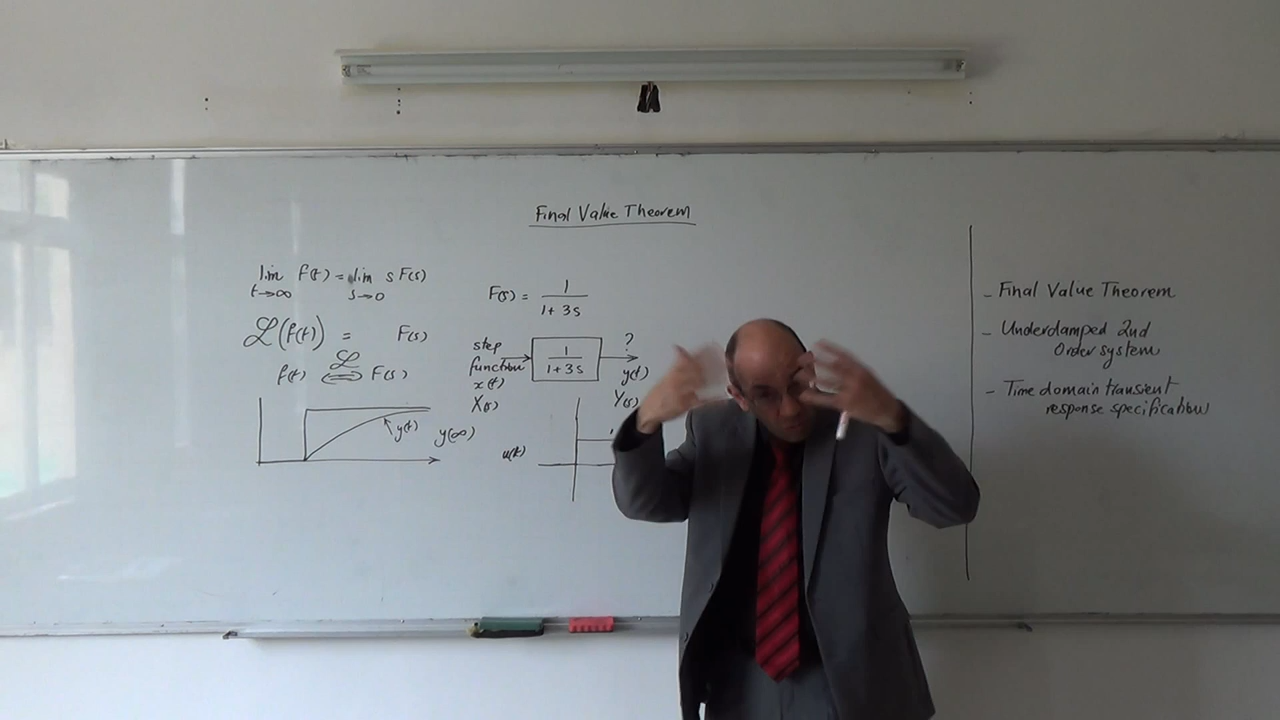 Final Value Theorem
lim f(t) = lim s F(s)
t→∞ s→0
ℒ(f(t) ) = F(s)
ℒ
f(t) ⟺ F(s)
y(t)
y(∞)
F(s) = 1
1 + 3s
step
function
x(t)
X(s)
1
1 + 3s
?
y(t)
Y(s)
u(t)
- Final Value Theorem
- Underdamped 2nd
Order system
- Time domain transient
response specification